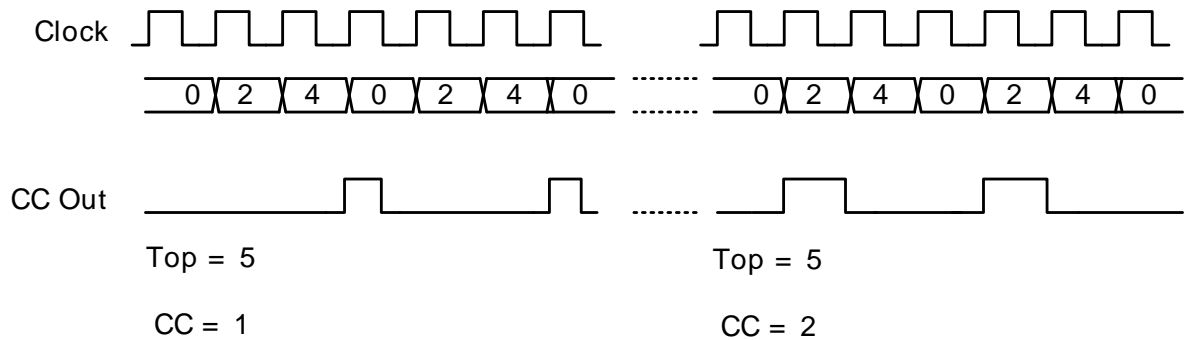 Clock
0 2 4 0 2 4 0 0 2 4 0 2 4 0
CC Out
Top = 5 Top = 5
CC = 1 CC = 2